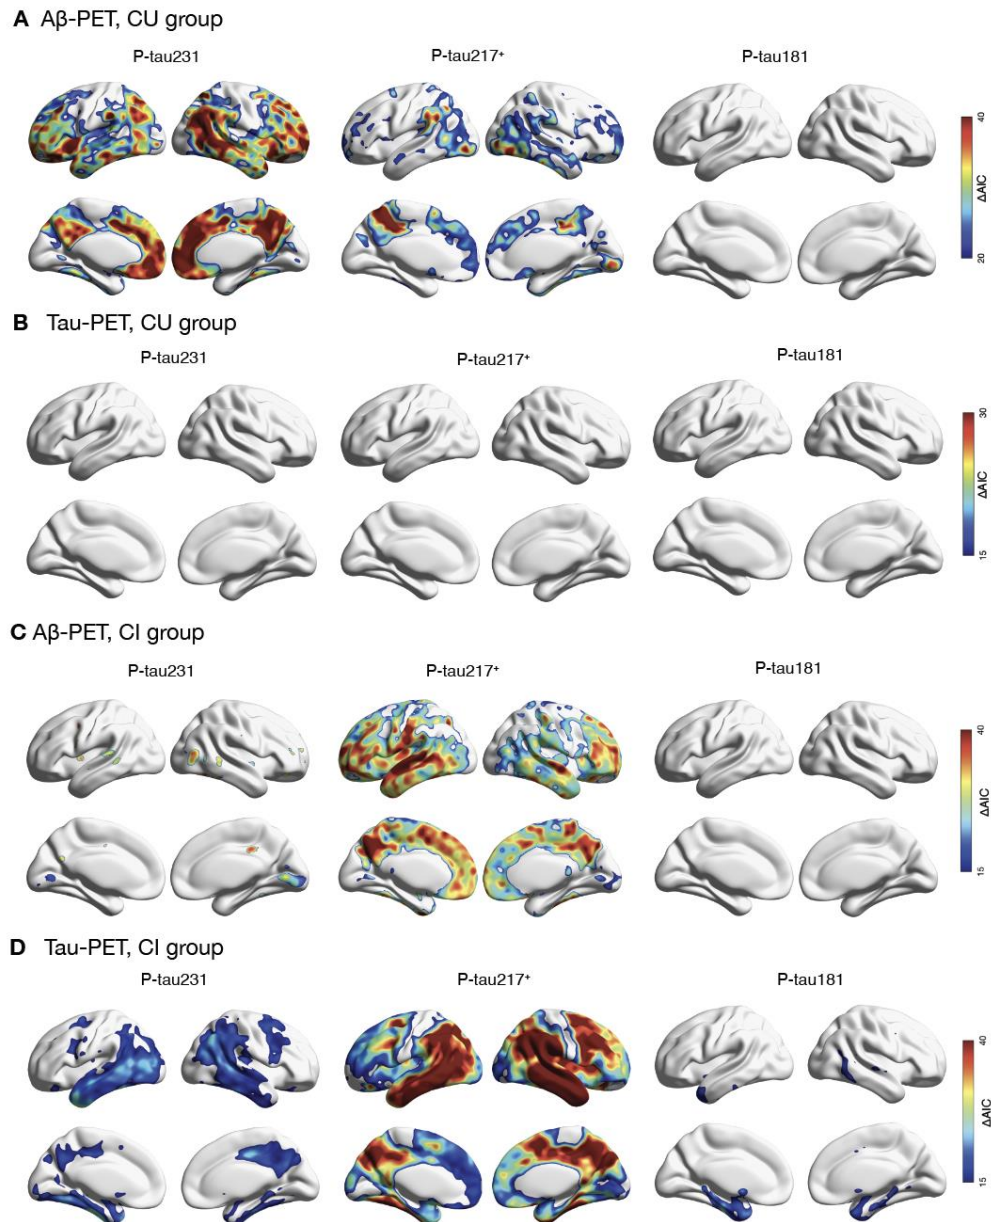 A Aβ-PET, CU group
P-tau231 P-tau217⁺ P-tau181
40
ΔAIC
20
B Tau-PET, CU group
P-tau231 P-tau217⁺ P-tau181
30
ΔAIC
15
C Aβ-PET, CI group
P-tau231 P-tau217⁺ P-tau181
40
ΔAIC
15
D Tau-PET, CI group
P-tau231 P-tau217⁺ P-tau181
40
ΔAIC
15